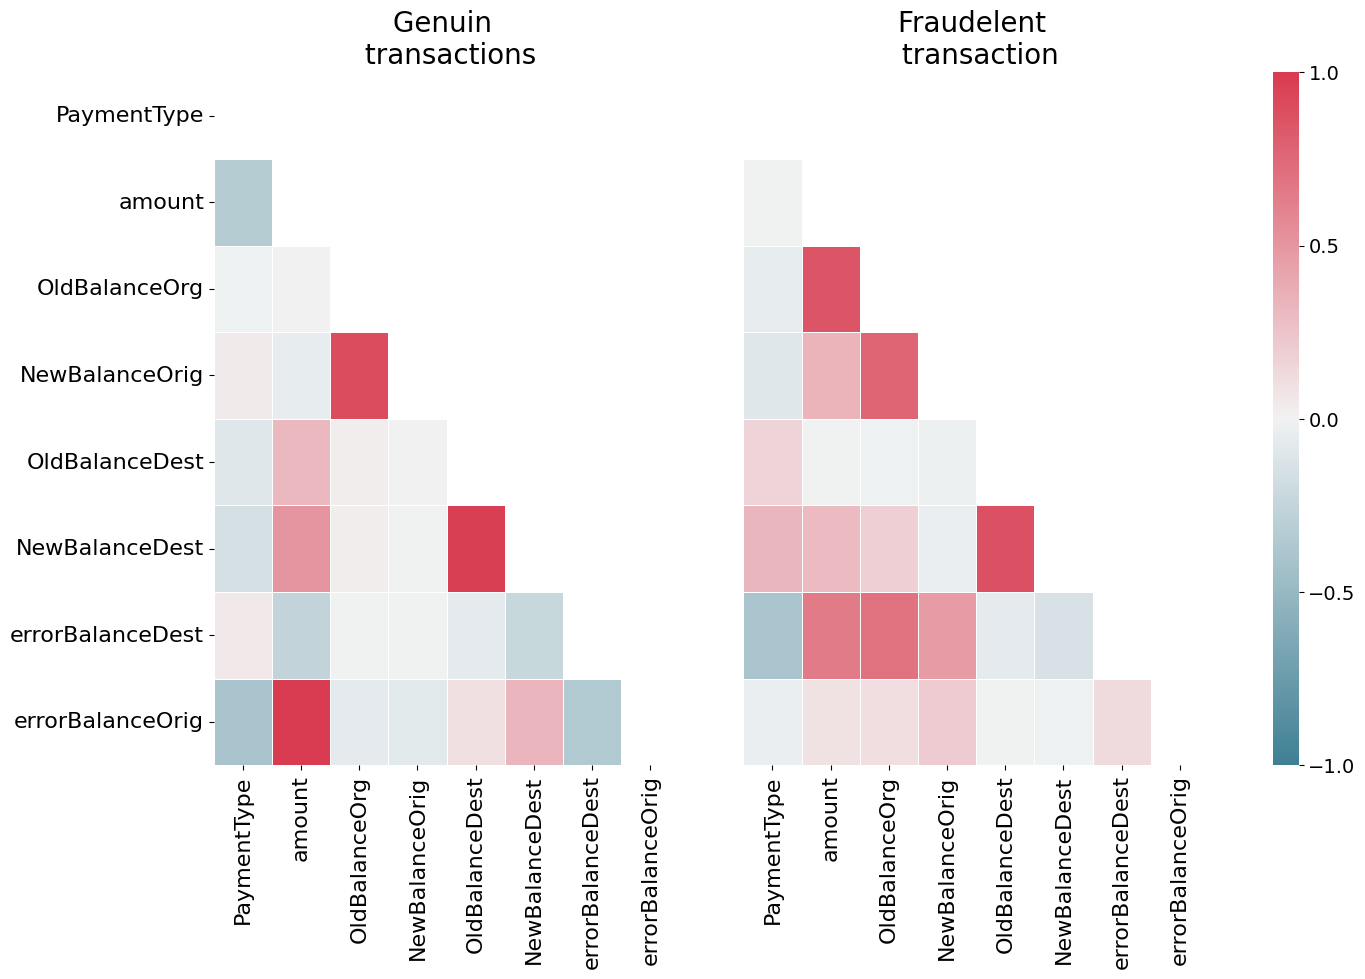 Genuin
transactions
Fraudelent
transaction
PaymentType
amount
OldBalanceOrg
NewBalanceOrig
OldBalanceDest
NewBalanceDest
errorBalanceDest
errorBalanceOrig
PaymentType
amount
OldBalanceOrg
NewBalanceOrig
OldBalanceDest
NewBalanceDest
errorBalanceDest
errorBalanceOrig
PaymentType
amount
OldBalanceOrg
NewBalanceOrig
OldBalanceDest
NewBalanceDest
errorBalanceDest
errorBalanceOrig
1.0
0.5
0.0
−0.5
−1.0